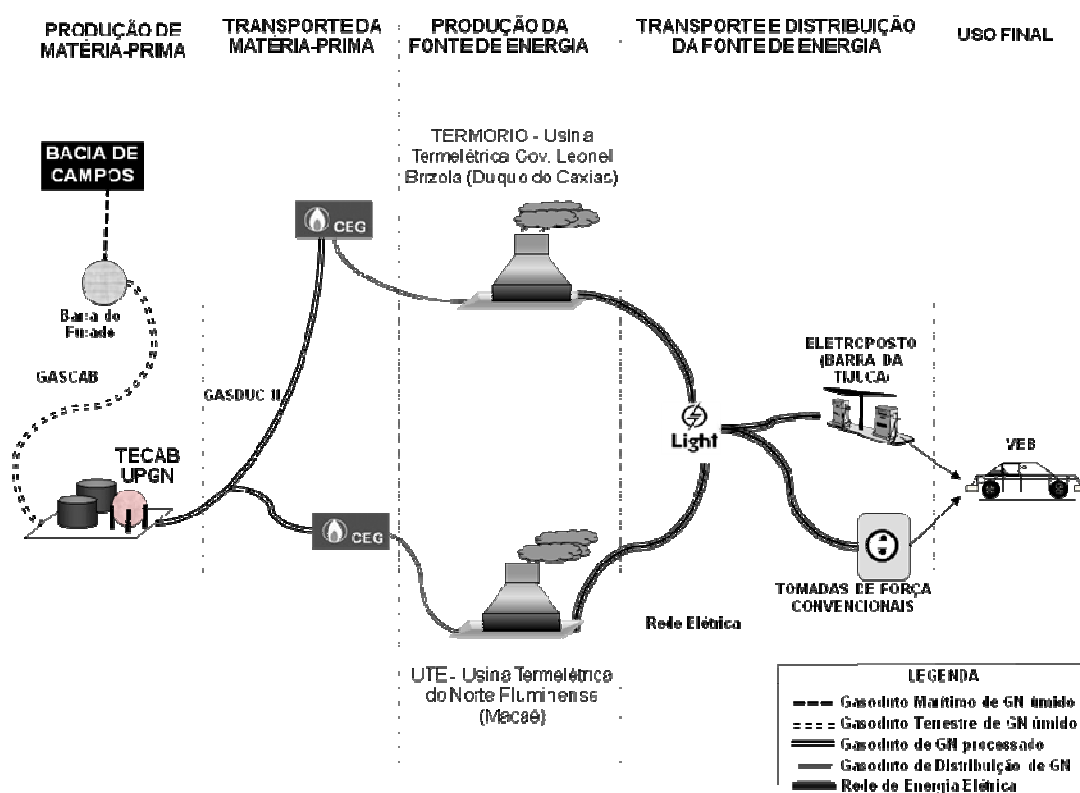 PRODUÇÃO DE
MATÉRIA-PRIMA
TRANSPORTE DA
MATÉRIA-PRIMA
PRODUÇÃO DA
FONTE DE ENERGIA
TRANSPORTE E DISTRIBUIÇÃO
DA FONTE DE ENERGIA
USO FINAL
BACIA DE
CAMPOS
Barra do
Furado
GASCAB
TECAB
UPGN
GASDUC II
CEG
CEG
TERMORIO - Usina
Termelétrica Gov. Leonel
Brizola (Duque de Caxias)
UTE - Usina Termelétrica
do Norte Fluminense
(Macaé)
Light
Rede Elétrica
ELETROPOSTO
(BARRA DA
TIJUCA)
TOMADAS DE FORÇA
CONVENCIONAIS
VEB
LEGENDA
Gasoduto Marítimo de GN úmido
Gasoduto Terrestre de GN úmido
Gasoduto de GN processado
Gasoduto de Distribuição de GN
Rede de Energia Elétrica